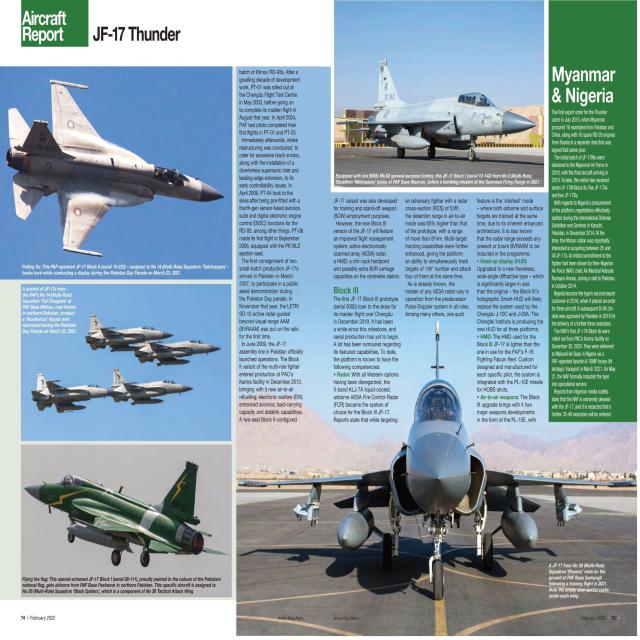 Aircraft
Report
JF-17 Thunder
Pulling Gs: This PAF-operated JF-17 Block II (serial
assigned to the 14 (Multi-Role) Squadron 'Tailchoppers' –
banks hard while conducting a display during the Pakistan Day Parade on March 23, 2021
A quartet of JF-17s from
the PAF's No 14 (Multi-Role)
Squadron 'Tail Choppers' at
PAF Base Minhas, near Kamra
in northern Pakistan, conduct
a 'thunderous' flypast over
Islamabad during the Pakistan
Day Parade on March 25, 2021
Flying the flag: This special-schemed JF-17 Block I (serial 09-111), proudly painted in the colours of the Pakistani
national flag, gets airborne from PAF Base Peshawar in northern Pakistan. This specific aircraft is assigned to
No 26 (Multi-Role) Squadron 'Black Spiders', which is a component of No 36 Tactical Attack Wing
74 // February 2022
www.Key.Aero
batch of Klimov RD-93s. After a
gruelling decade of development
work, PT-01 was rolled out at
the Chengdu Flight Test Centre
in May 2003, before going on
to complete its maiden flight in
August that year. In April 2004,
PAF test pilots completed their
first flights in PT-01 and PT-03.
Immediately afterwards, intake
restructuring was conducted, to
cater for excessive black smoke,
along with the installation of a
diverterless supersonic inlet and
leading-edge extension, to fix
early controllability issues. In
April 2006, PT-04 took to the
skies after being pre-fitted with a
fourth-gen sensor-fused avionics
suite and digital electronic engine
control (DEEC) functions for the
RD-93, among other things. PT-06
made its first flight in September
2006, equipped with the PK16.2
ejection seat.
The first consignment of two
small-batch production JF-17s
arrived in Pakistan in March
2007, to participate in a public
aerial demonstration during
the Pakistan Day Parade. In
November that year, the LETRI
SD-10 active radar-guided
beyond-visual-range AAM
(BVRAAM) was put on the rails
for the first time.
In June 2009, the JF-17
assembly line in Pakistan officially
launched operations. The Block
II variant of the multi-role fighter
entered production at PAC's
Kamra facility in December 2013,
bringing with it new air-to-air
refuelling; electronic warfare (EW);
enhanced avionics; load-carrying
capacity and datalink capabilities.
A two-seat Block II-configured
Equipped with live 500lb Mk.82 general purpose bombs, this JF-17 Block I (serial 12-142) from No 2 (Multi-Role)
Squadron 'Minhasians' taxies at PAF Base Masroor, before a bombing mission at the Sonmiani Firing Range in 2021
JF-17 variant was also developed
for training and stand-off weapon
(SOW) employment purposes.
However, the new Block III
version of the JF-17 will feature
an improved flight management
system; active electronically
scanned array (AESA) radar;
a HMD; a chin rack hardpoint
and possibly extra BVR carriage
capacities on the centreline station.
Block III
The first JF-17 Block III prototype
(serial 3000) took to the skies
for its maiden flight over Chengdu
in December 2019. It has been
a while since this milestone, and
serial production has yet to begin.
A lot has been surmised regarding
its featured capabilities. To date,
the platform is known to have the
following competencies:
• Radar: With all Western options
having been disregarded, the
X-band KLJ-7A liquid-cooled,
airborne AESA Fire Control Radar
(FCR) became the system of
choice for the Block III JF-17.
Reports state that while targeting
an adversary fighter with a radar
cross-section (RCS) of 53ft²,
the detection range in air-to-air
mode was 60% higher than that
of the prototype, with a range
of more than 81nm. Multi-target
tracking capabilities were further
enhanced, giving the platform
an ability to simultaneously track
targets of 'nth' number and attack
four of them at the same time.
As is already known, the
modes of any AESA radar vary in
operation from the predecessor
Pulse-Doppler system in all rides.
Among many others, one such
feature is the 'interleaf' mode
– where both airborne and surface
targets are tracked at the same
time, due to its inherent enhanced
architecture. It is also known
that the radar range exceeds any
present or future BVRAAM to be
included in the programme.
• Head-up display (HUD):
Upgraded to a new frameless,
wide-angle diffractive type – which
is significantly larger in size
than the original – the Block III's
holographic Smart-HUD will likely
replace the system used by the
Chengdu J-10C and J-20A. The
Chengfei Institute is producing the
new HUD for all three platforms.
• HMD: The HMD used for the
Block III JF-17 is lighter than the
one in use for the PAF's F-16
Fighting Falcon fleet. Custom
designed and manufactured for
each specific pilot, the system is
integrated with the PL-10E missile
for HOBS shots.
• Air-to-air weapons: The Block
III upgrade brings with it two
major weapons developments
in the form of the PL-10E, with
Myanmar
& Nigeria
The first export order for the Thunder
came in July 2015, when Myanmar
procured 16 examples from Pakistan and
China, along with 16 spare RD-93 engines
from Russia in a separate deal that was
signed that same year.
The initial batch of JF-17Ms were
delivered to the Myanmar Air Force in
2018, with the final aircraft arriving in
2019. To date, the nation has received
With regards to Nigeria's procurement
of the platform, negotiations effectively
started during the International Defence
Exhibition and Seminar in Karachi,
Pakistan, in December 2014. At the
time, the African nation was reportedly
interested in acquiring between 25 and
40 JF-17s. An initial commitment to the
fighter had been shown by then-Nigerian
Air Force (NAF) chief, Air Marshal Adesola
Nunayon Amosu, during a visit to Pakistan
in October 2014.
Nigeria became the type's second export
customer in 2016, when it placed an order
for three aircraft. A subsequent
deal was approved by Pakistan in 2018 for
the delivery of a further three examples.
The NAF's first JF-17N Block IIs were
rolled out from PAC's Kamra facility on
December 30, 2020. They were delivered
to Makurdi Air Base in Nigeria via a
PAF-operated Ilyushin Il-78MP heavy-lift
strategic transport in March 2021. On May
21, the NAF formally inducted the type
into operational service.
Reports from Nigerian media outlets
state that the NAF is extremely pleased
with the JF-17, and it is expected that a
further 35-40 examples will be ordered.
A JF-17 from No 28 (Multi-Role)
Squadron 'Phoenix' rests on the
ground at PAF Base Samungli
following a training flight in 2021.
Note the empty dual ejector racks
under each wing
www.Key.Aero
February 2022 // 75